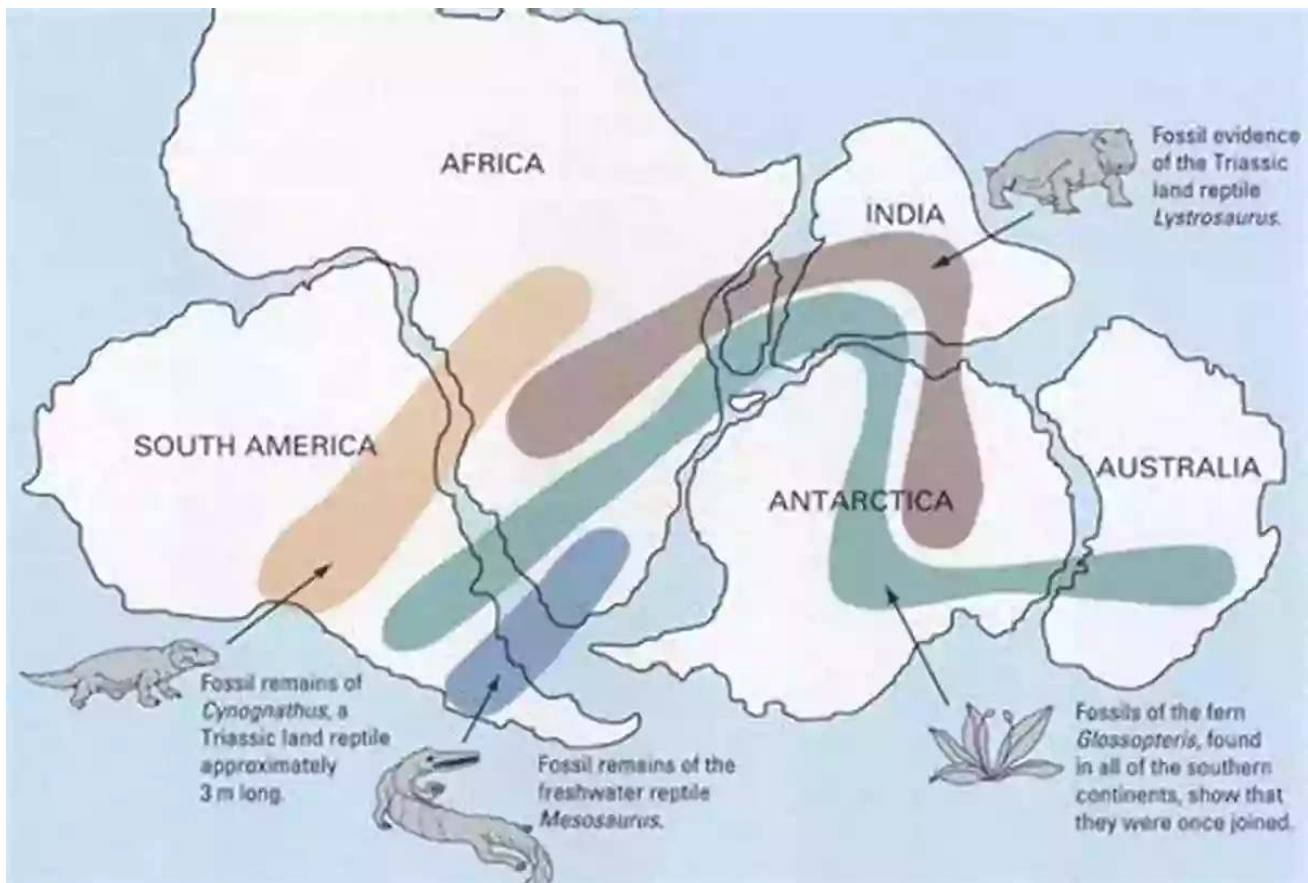 AFRICA
INDIA
Fossil evidence
of the Triassic
land reptile
Lystrosaurus.
SOUTH AMERICA
ANTARCTICA
AUSTRALIA
Fossil remains of
Cynognathus, a
Triassic land reptile
approximately
3 m long.
Fossil remains of the
freshwater reptile
Mesosaurus.
Fossils of the fern
Glossopteris, found
in all of the southern
continents, show that
they were once joined.